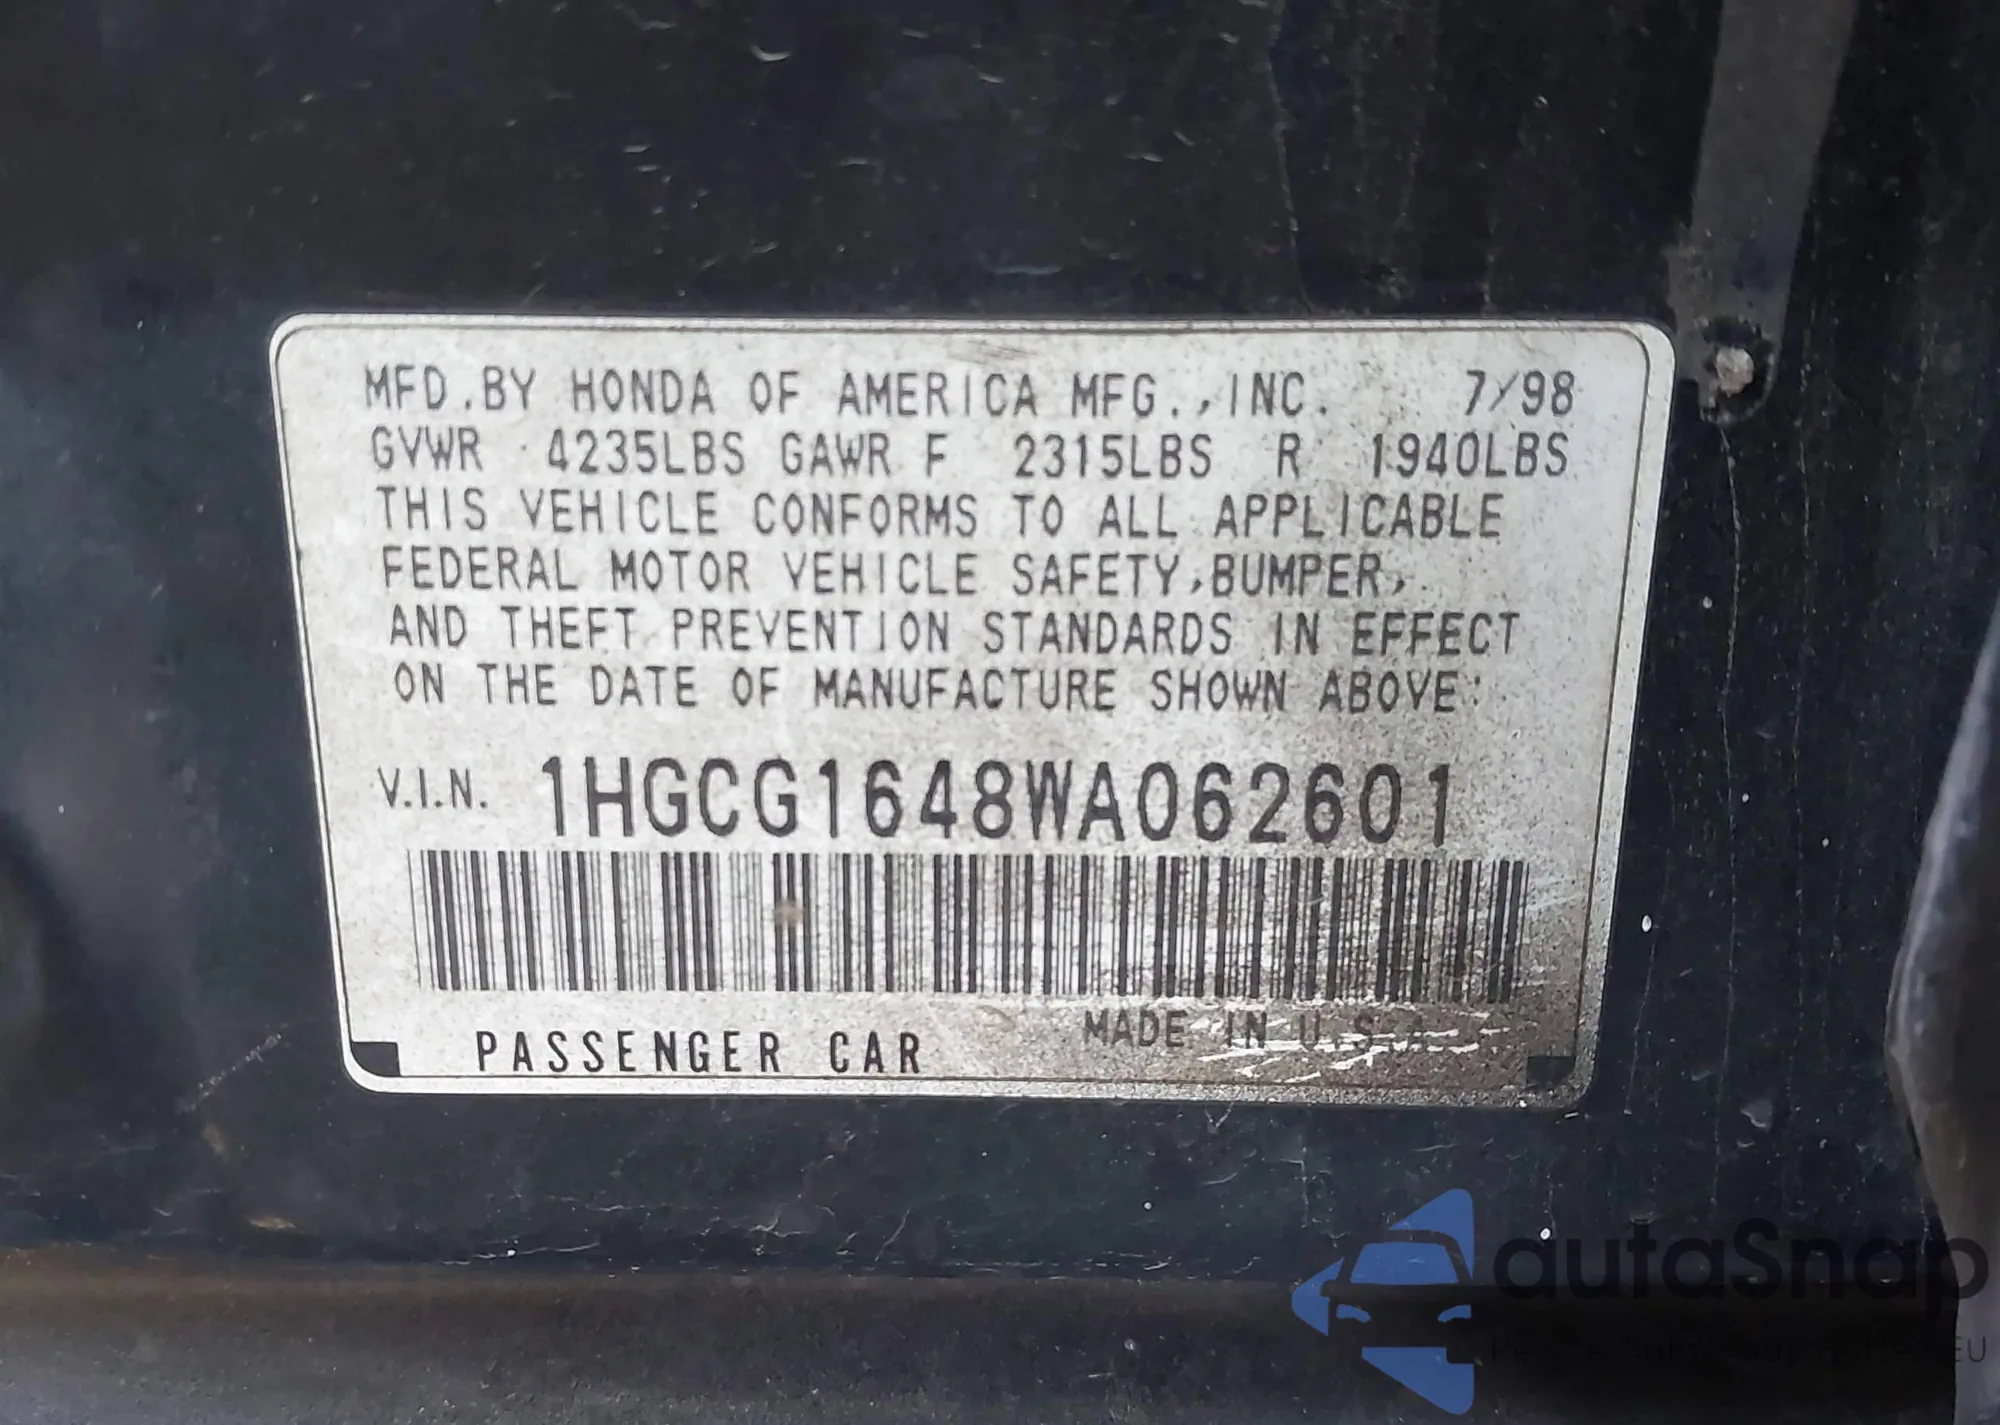 MFD.BY HONDA OF AMERICA MFG.,INC. 7/98
GVWR 4235LBS GAWR F 2315LBS R 1940LBS
THIS VEHICLE CONFORMS TO ALL APPLICABLE
FEDERAL MOTOR VEHICLE SAFETY,BUMPER,
AND THEFT PREVENTION STANDARDS IN EFFECT
ON THE DATE OF MANUFACTURE SHOWN ABOVE:
V.I.N. 1HGCG1648WA062601
PASSENGER CAR
MADE IN U.S.A.
autaSnap
EU